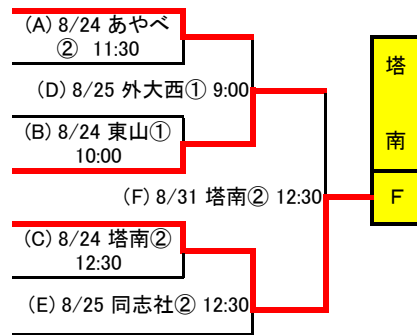 (A) 8/24 あやべ
② 11:30
(D) 8/25 外大西① 9:00
(B) 8/24 東山①
10:00
(F) 8/31 塔南② 12:30
(C) 8/24 塔南②
12:30
(E) 8/25 同志社② 12:30
塔
南
F